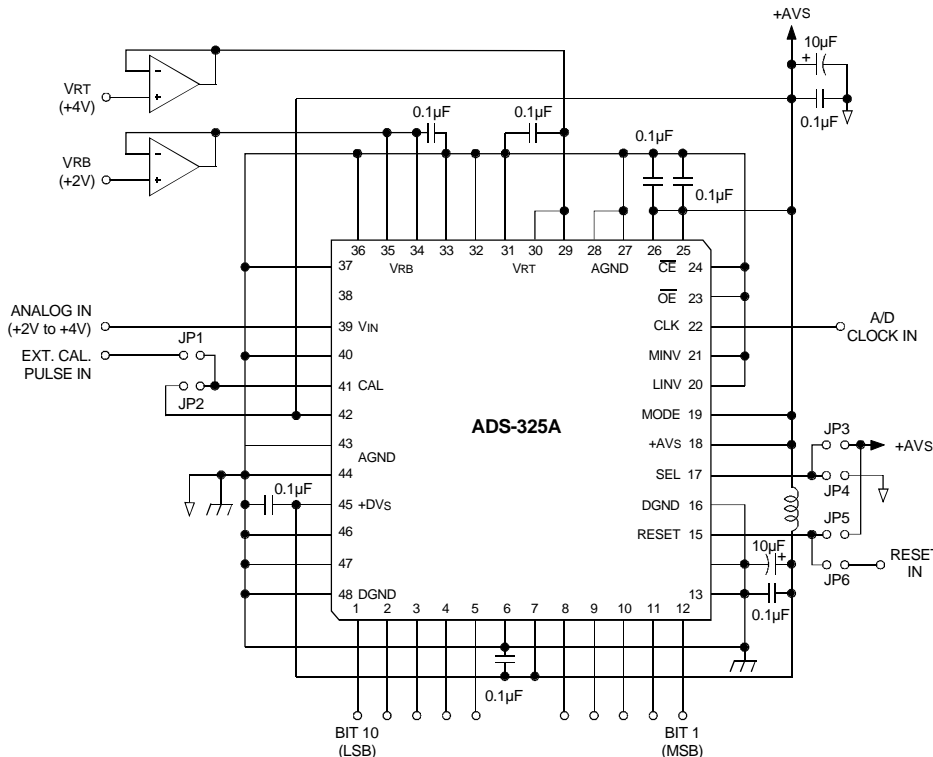 +AVS
10µF
+
0.1µF
VRT
(+4V)
-
+
VRB
(+2V)
-
+
0.1µF
0.1µF
0.1µF
0.1µF
36 35 34 33 32 31 30 29 28 27 26 25
VRB VRT AGND CE
37
38
ANALOG IN
(+2V to +4V)
39 VIN
EXT. CAL.
PULSE IN
JP1
40
41 CAL
JP2
42
43
AGND
44
0.1µF
45 +DVS
46
47
48 DGND
ADS-325A
24
OE 23
CLK 22
A/D
CLOCK IN
MINV 21
LINV 20
MODE 19
+AVS 18
SEL 17
JP3
+AVS
JP4
DGND 16
RESET 15
JP5
10µF
+
JP6
RESET
IN
13
0.1µF
1 2 3 4 5 6 7 8 9 10 11 12
0.1µF
BIT 10
(LSB)
BIT 1
(MSB)